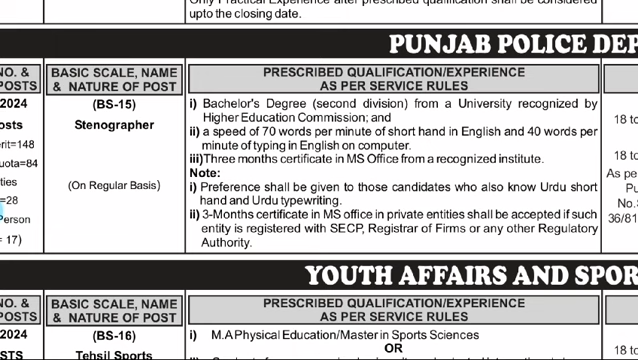 Only Practical Experience after prescribed qualification shall be considered
upto the closing date.
PUNJAB POLICE DEP
NO. &
POSTS
BASIC SCALE, NAME
& NATURE OF POST
PRESCRIBED QUALIFICATION/EXPERIENCE
AS PER SERVICE RULES
2024
osts
erit=148
uota=84
ties
=28
Person
= 17)
(BS-15)
Stenographer
(On Regular Basis)
i) Bachelor's Degree (second division) from a University recognized by
Higher Education Commission; and
ii) a speed of 70 words per minute of short hand in English and 40 words per
minute of typing in English on computer.
iii)Three months certificate in MS Office from a recognized institute.
Note:
i) Preference shall be given to those candidates who also know Urdu short
hand and Urdu typewriting.
ii) 3-Months certificate in MS office in private entities shall be accepted if such
entity is registered with SECP, Registrar of Firms or any other Regulatory
Authority.
18 to
18 to
As pe
Pu
No.S
36/81
YOUTH AFFAIRS AND SPOR
NO. &
POSTS
BASIC SCALE, NAME
& NATURE OF POST
PRESCRIBED QUALIFICATION/EXPERIENCE
AS PER SERVICE RULES
2024
STS
(BS-16)
Tehsil Sports
i) M.A Physical Education/Master in Sports Sciences
OR
18 to